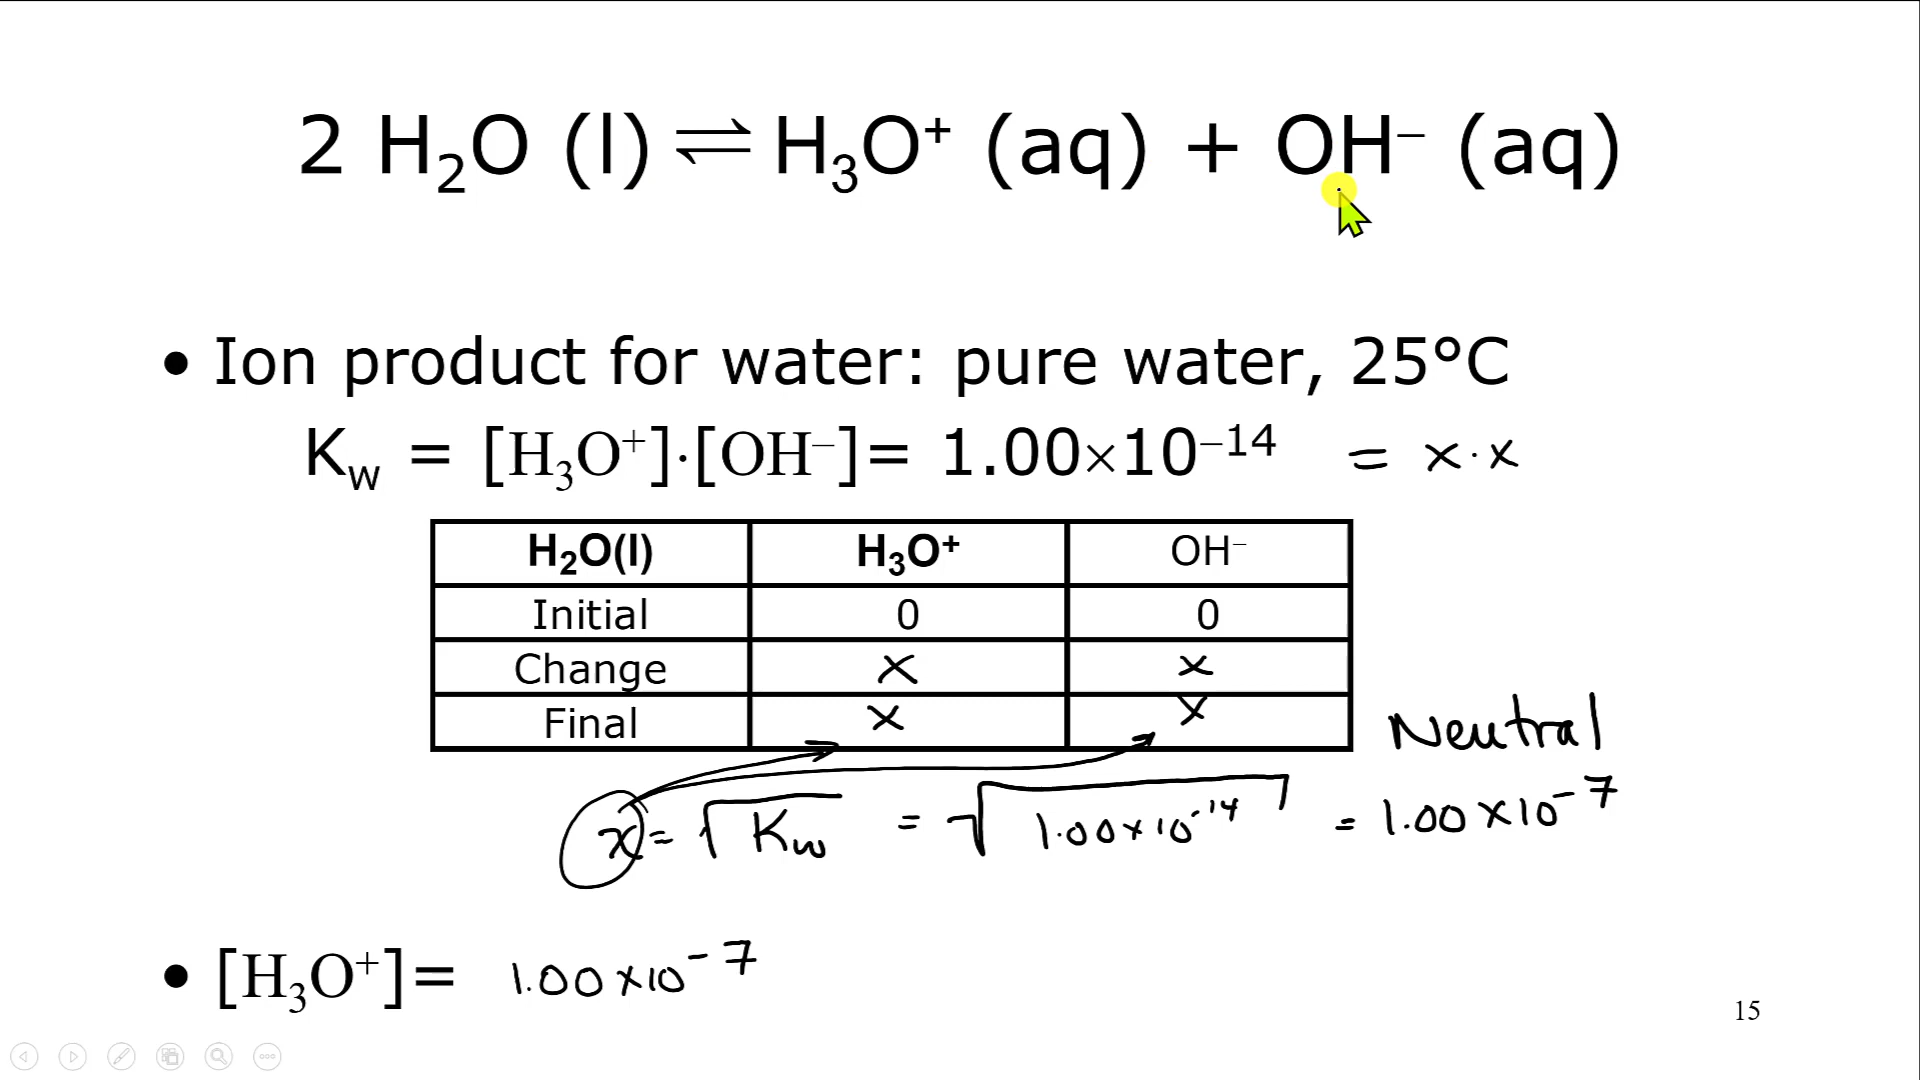 2 H₂O (l) ⇌ H₃O⁺ (aq) + OH⁻ (aq)
• Ion product for water: pure water, 25°C
K_w = [H₃O⁺]·[OH⁻]= 1.00×10⁻¹⁴ = x·x
H₂O(l) H₃O⁺ OH⁻
Initial 0 0
Change x x
Final x x
Neutral
x = √K_w = √1.00×10⁻¹⁴ = 1.00×10⁻⁷
• [H₃O⁺]= 1.00×10⁻⁷
15